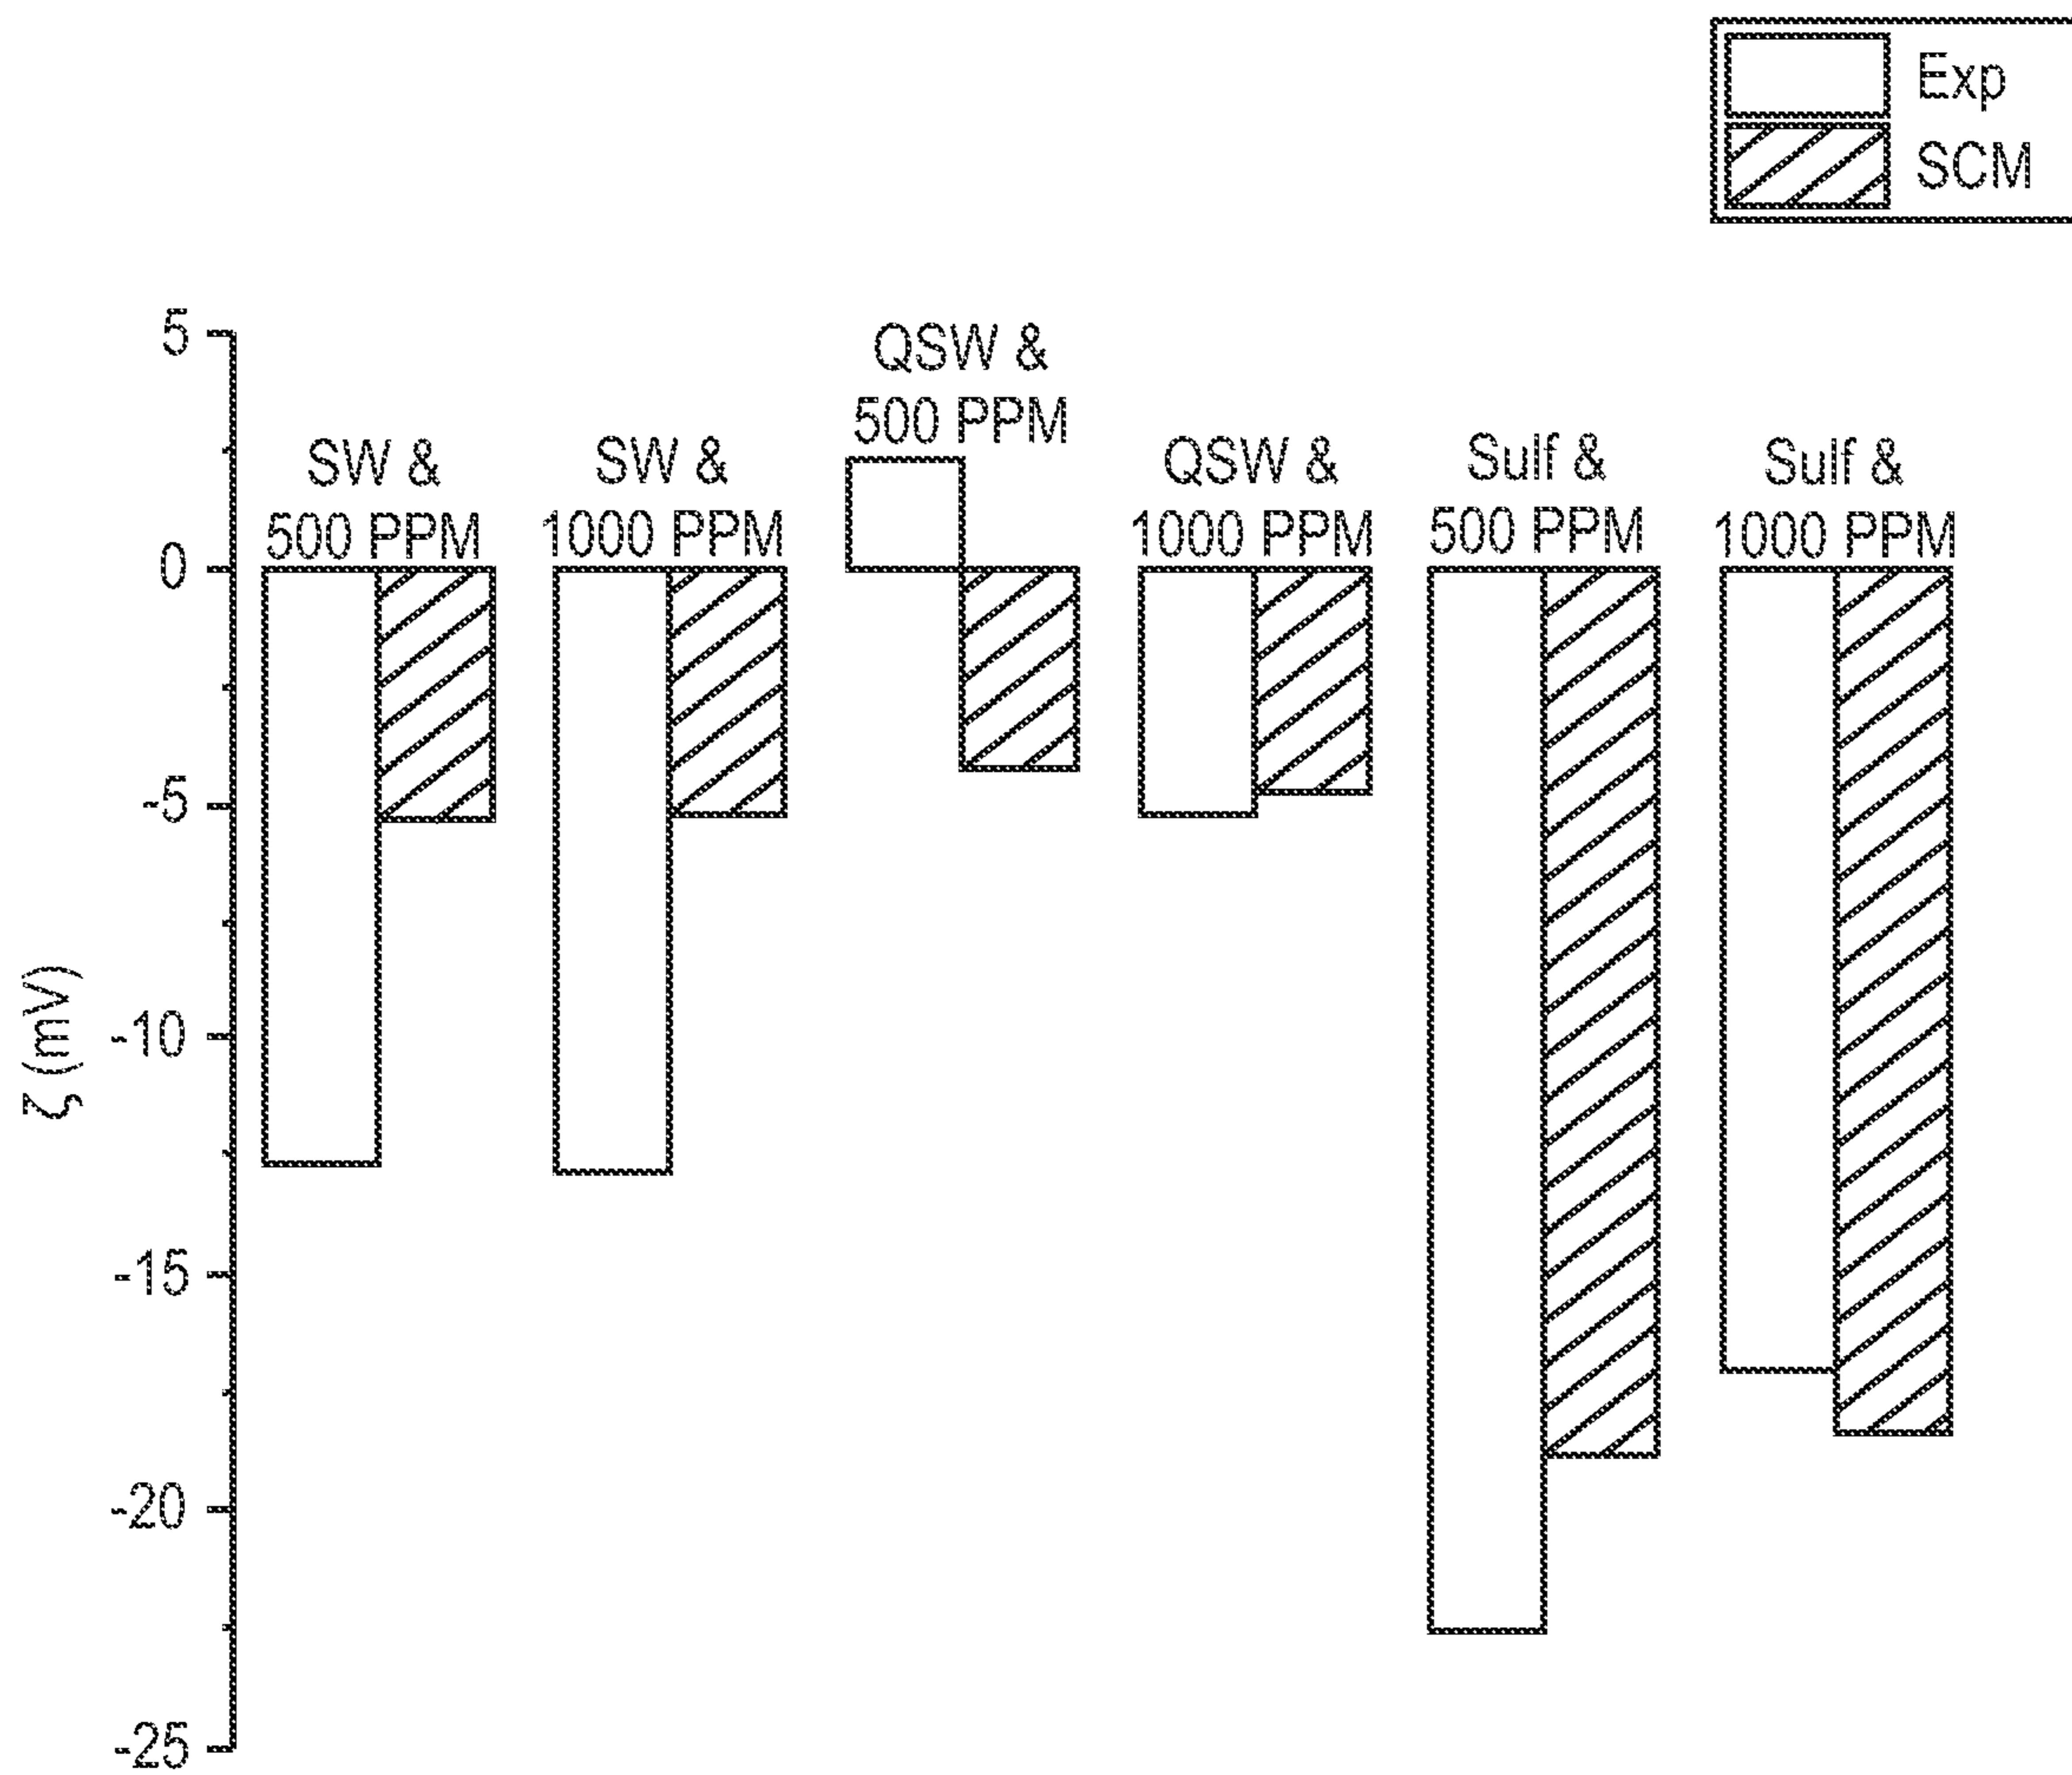 Exp
SCM
5
0
-5
-10
-15
-20
-25
ζ (mV)
SW &
500 PPM
SW &
1000 PPM
QSW &
500 PPM
QSW &
1000 PPM
Sulf &
500 PPM
Sulf &
1000 PPM